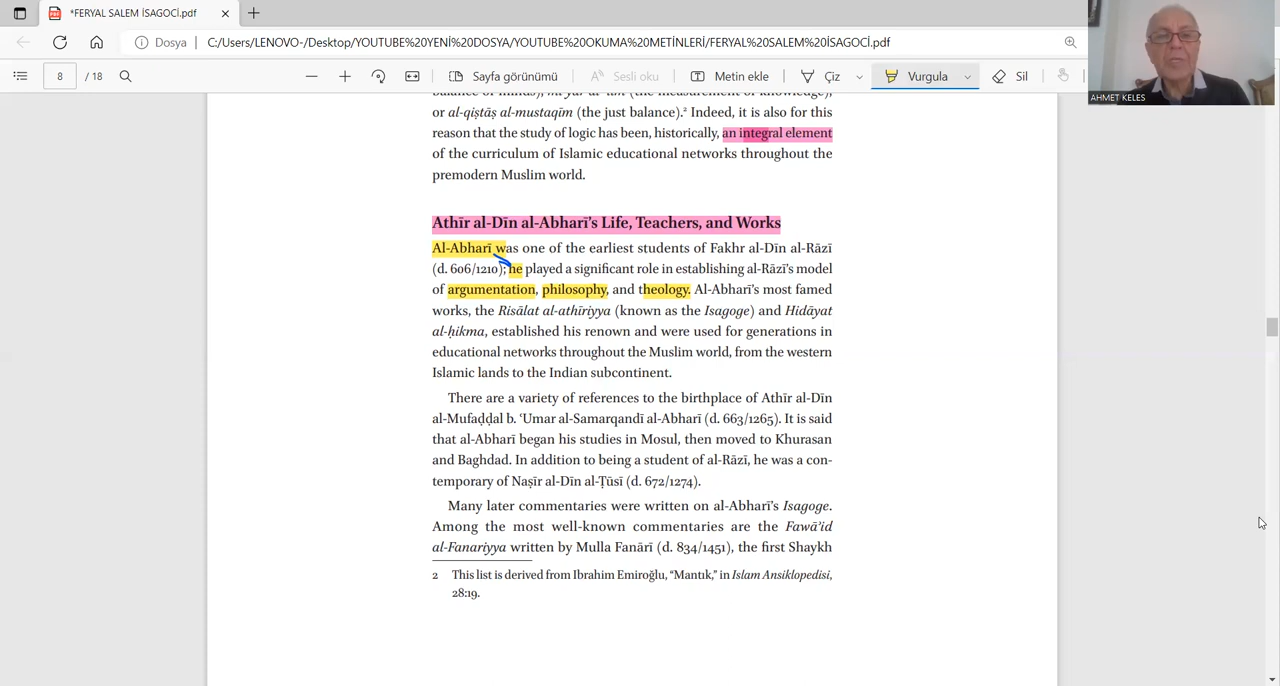 *FERYAL SALEM İSAGOCİ.pdf
Dosya
C:/Users/LENOVO-/Desktop/YOUTUBE%20YENİ%20DOSYA/YOUTUBE%20OKUMA%20METİNLERİ/FERYAL%20SALEM%20İSAGOCİ.pdf
8 / 18
Sayfa görünümü
Sesli oku
Metin ekle
Çiz
Vurgula
Sil
AHMET KELES
or al-qisṭāṣ al-mustaqīm (the just balance).² Indeed, it is also for this
reason that the study of logic has been, historically, an integral element
of the curriculum of Islamic educational networks throughout the
premodern Muslim world.
Athīr al-Dīn al-Abharī’s Life, Teachers, and Works
Al-Abharī was one of the earliest students of Fakhr al-Dīn al-Rāzī
(d. 606/1210); he played a significant role in establishing al-Rāzī’s model
of argumentation, philosophy, and theology. Al-Abharī’s most famed
works, the Risālat al-athīriyya (known as the Isagoge) and Hidāyat
al-ḥikma, established his renown and were used for generations in
educational networks throughout the Muslim world, from the western
Islamic lands to the Indian subcontinent.
There are a variety of references to the birthplace of Athīr al-Dīn
al-Mufaḍḍal b. ʿUmar al-Samarqandī al-Abharī (d. 663/1265). It is said
that al-Abharī began his studies in Mosul, then moved to Khurasan
and Baghdad. In addition to being a student of al-Rāzī, he was a con-
temporary of Naṣīr al-Dīn al-Ṭūsī (d. 672/1274).
Many later commentaries were written on al-Abharī’s Isagoge.
Among the most well-known commentaries are the Fawāʾid
al-Fanariyya written by Mulla Fanārī (d. 834/1451), the first Shaykh
2 This list is derived from Ibrahim Emiroğlu, “Mantık,” in Islam Ansiklopedisi,
28:19.